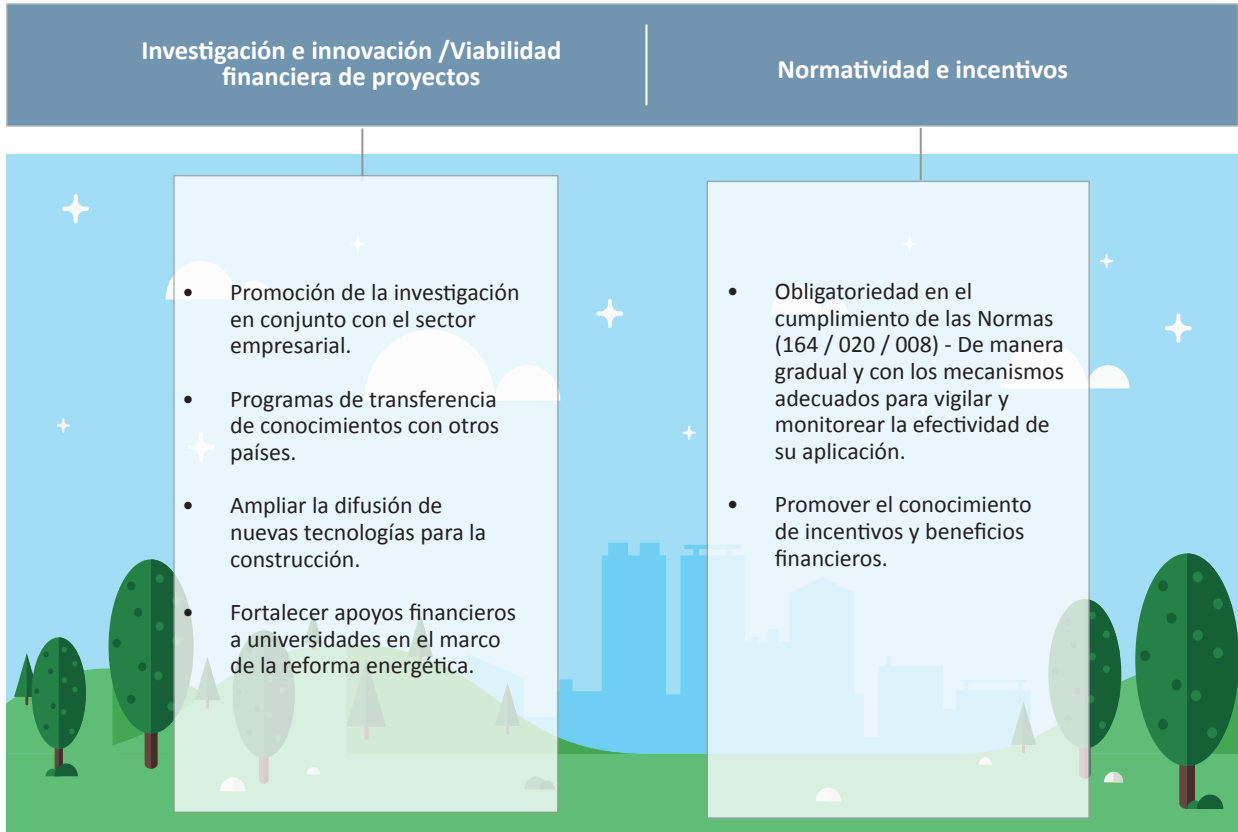 Investigación e innovación /Viabilidad
financiera de proyectos
Normatividad e incentivos
• Promoción de la investigación
en conjunto con el sector
empresarial.
• Programas de transferencia
de conocimientos con otros
países.
• Ampliar la difusión de
nuevas tecnologías para la
construcción.
• Fortalecer apoyos financieros
a universidades en el marco
de la reforma energética.
• Obligatoriedad en el
cumplimiento de las Normas
(164 / 020 / 008) - De manera
gradual y con los mecanismos
adecuados para vigilar y
monitorear la efectividad de
su aplicación.
• Promover el conocimiento
de incentivos y beneficios
financieros.